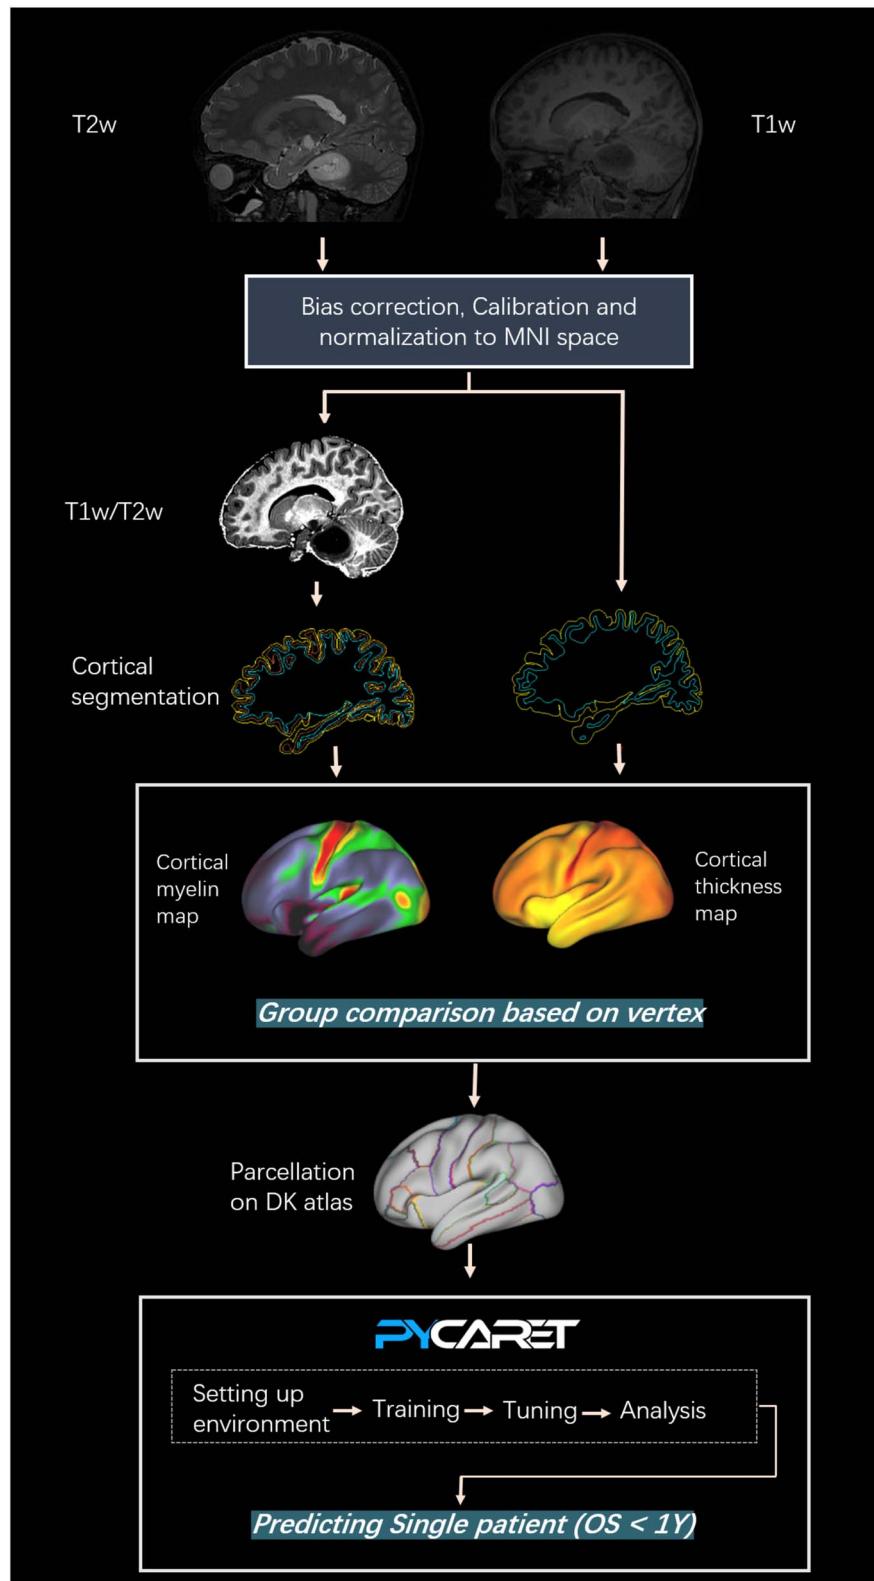 T2w
T1w
Bias correction, Calibration and
normalization to MNI space
T1w/T2w
Cortical
segmentation
Cortical
myelin
map
Cortical
thickness
map
Group comparison based on vertex
Parcellation
on DK atlas
PYCARET
Setting up
environment
Training
Tuning
Analysis
Predicting Single patient (OS < 1Y)